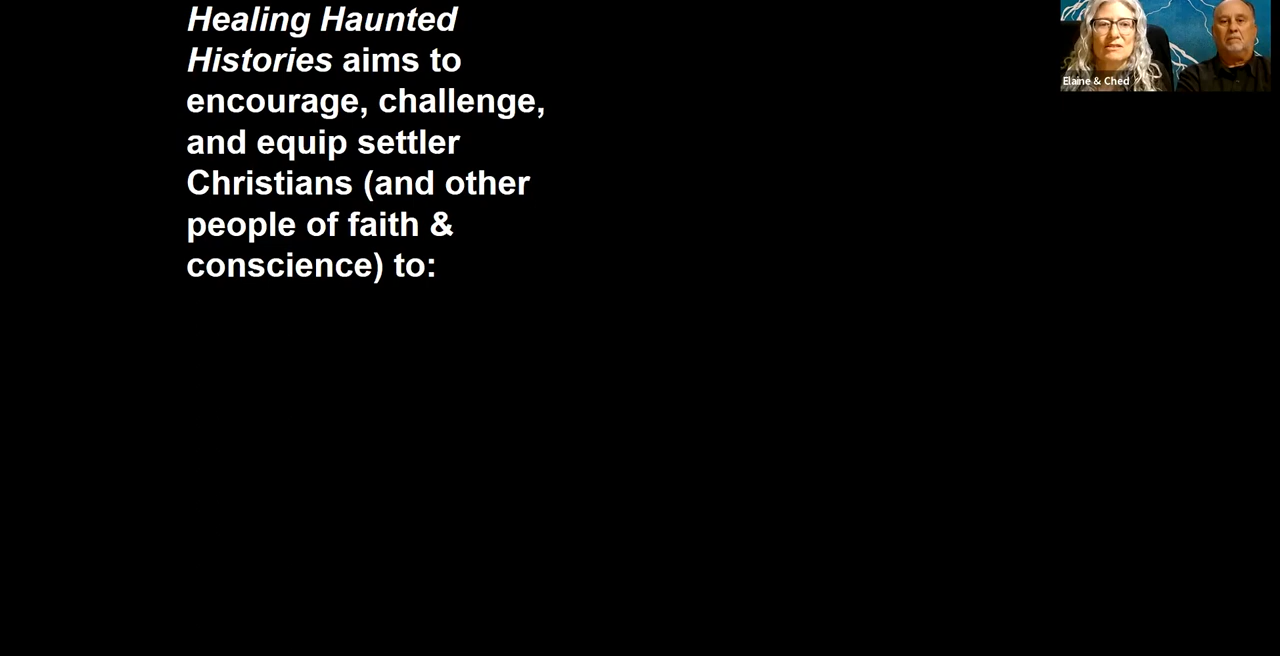 Healing Haunted
Histories aims to
encourage, challenge,
and equip settler
Christians (and other
people of faith &
conscience) to:
Elaine & Ched